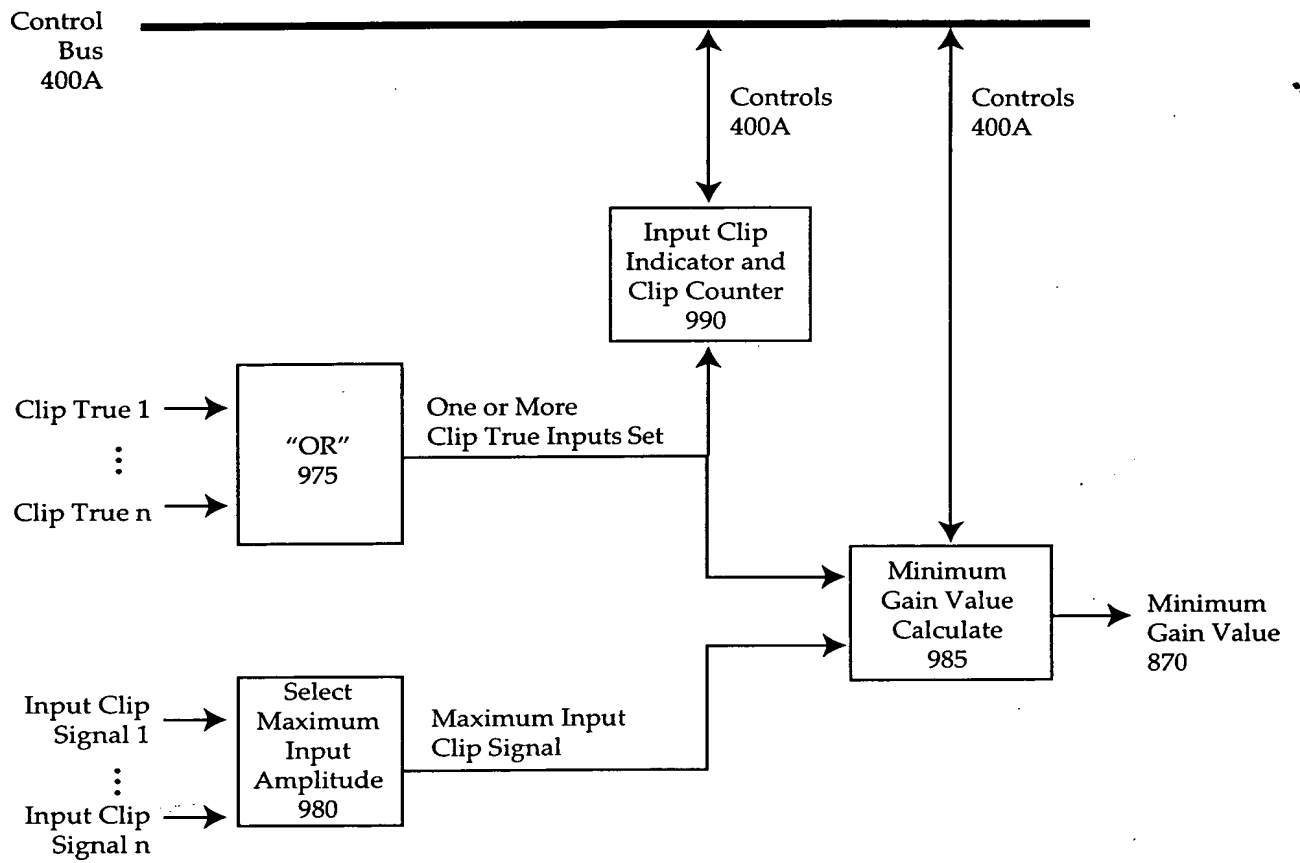 Control
Bus
400A
Controls
400A
Controls
400A
Input Clip
Indicator and
Clip Counter
990
Clip True 1
Clip True n
"OR"
975
One or More
Clip True Inputs Set
Minimum
Gain Value
Calculate
985
Minimum
Gain Value
870
Input Clip
Signal 1
Input Clip
Signal n
Select
Maximum
Input
Amplitude
980
Maximum Input
Clip Signal